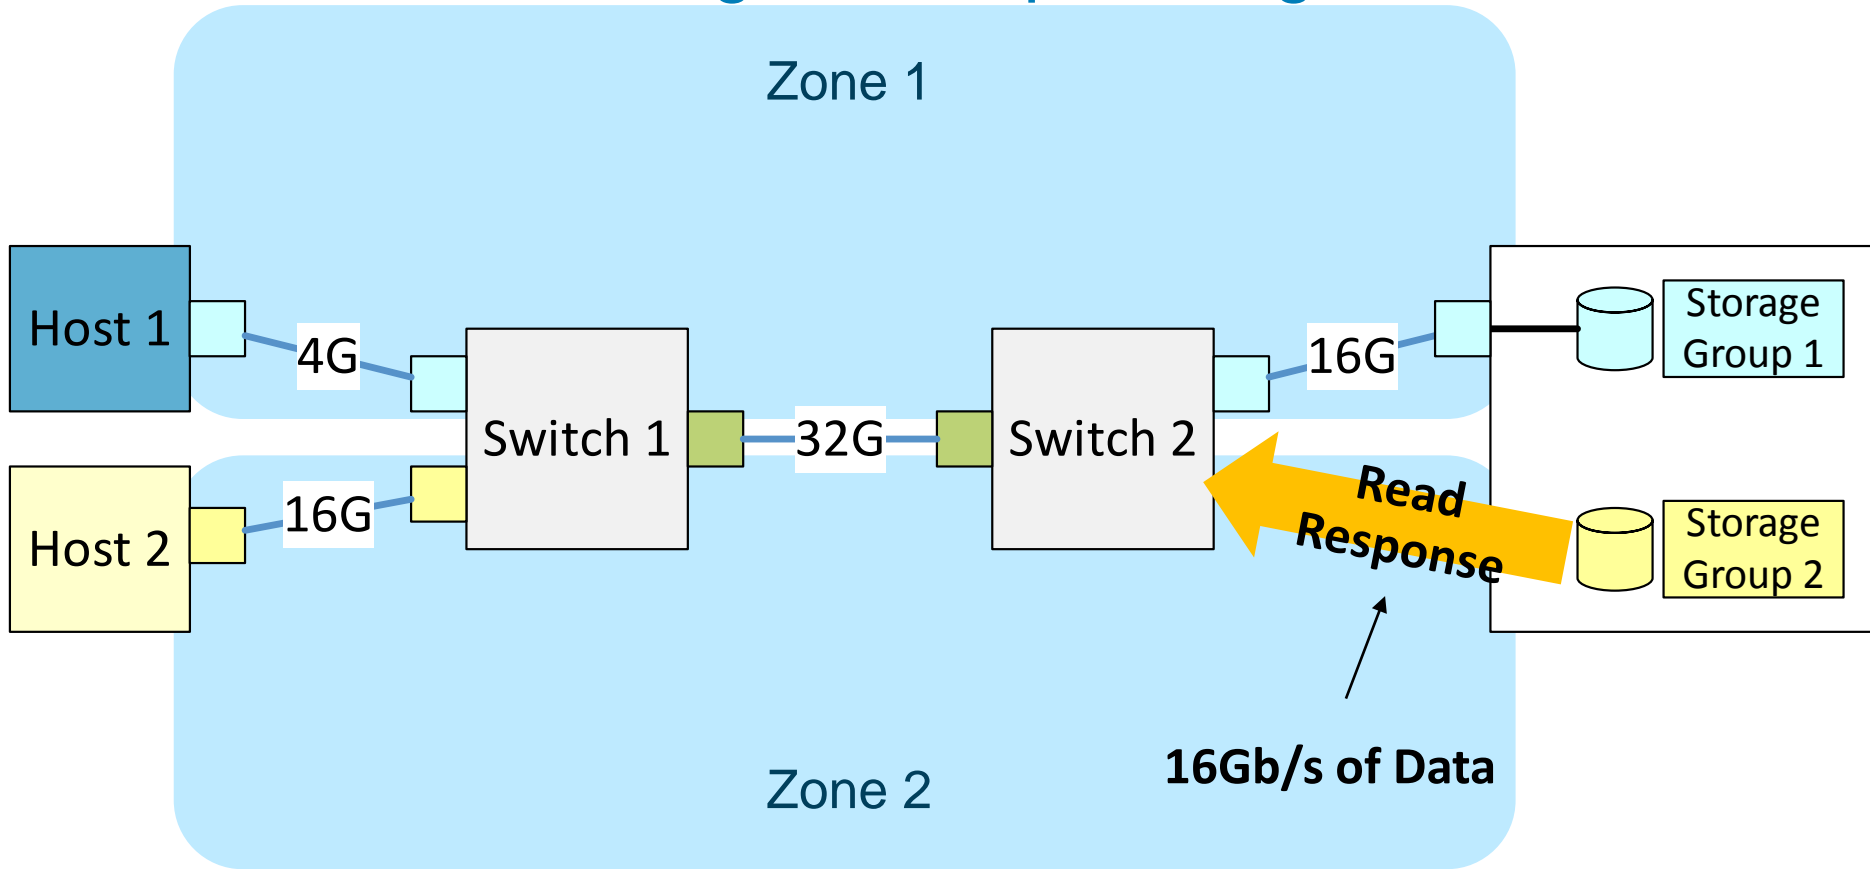 Zone 1
Host 1
4G
Switch 1
32G
Switch 2
16G
Storage
Group 1
Host 2
16G
Read
Response
Storage
Group 2
16Gb/s of Data
Zone 2